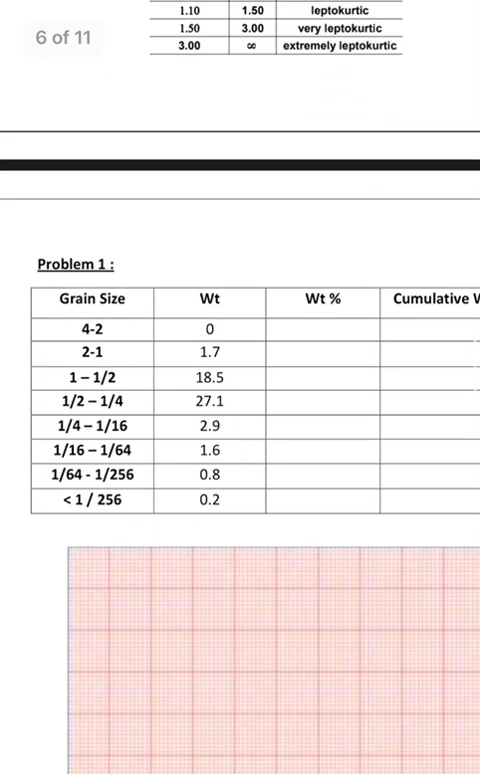 1.10 1.50 leptokurtic
6 of 11
1.50 3.00 very leptokurtic
3.00 ∞ extremely leptokurtic
Problem 1 :
Grain Size Wt Wt % Cumulative
4-2 0
2-1 1.7
1 – 1/2 18.5
1/2 – 1/4 27.1
1/4 – 1/16 2.9
1/16 – 1/64 1.6
1/64 - 1/256 0.8
< 1 / 256 0.2